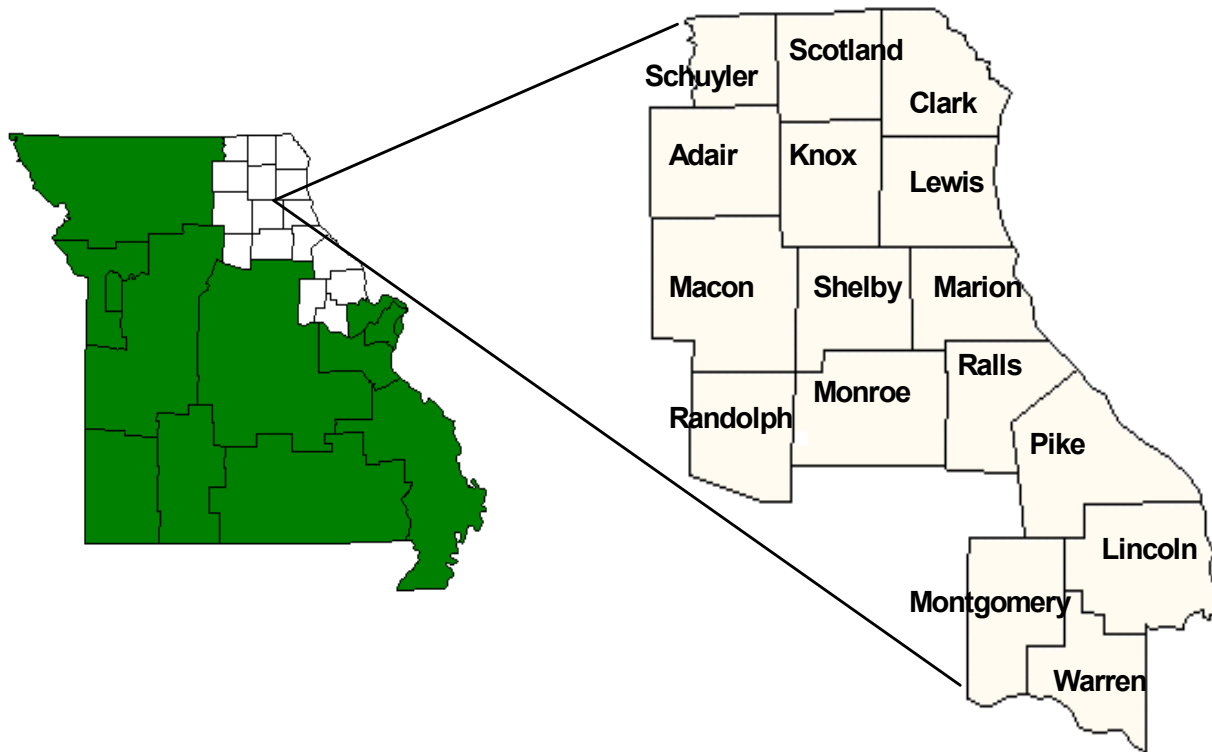 Scotland
Schuyler
Clark
Adair
Knox
Lewis
Macon
Shelby
Marion
Ralls
Monroe
Randolph
Pike
Lincoln
Montgomery
Warren